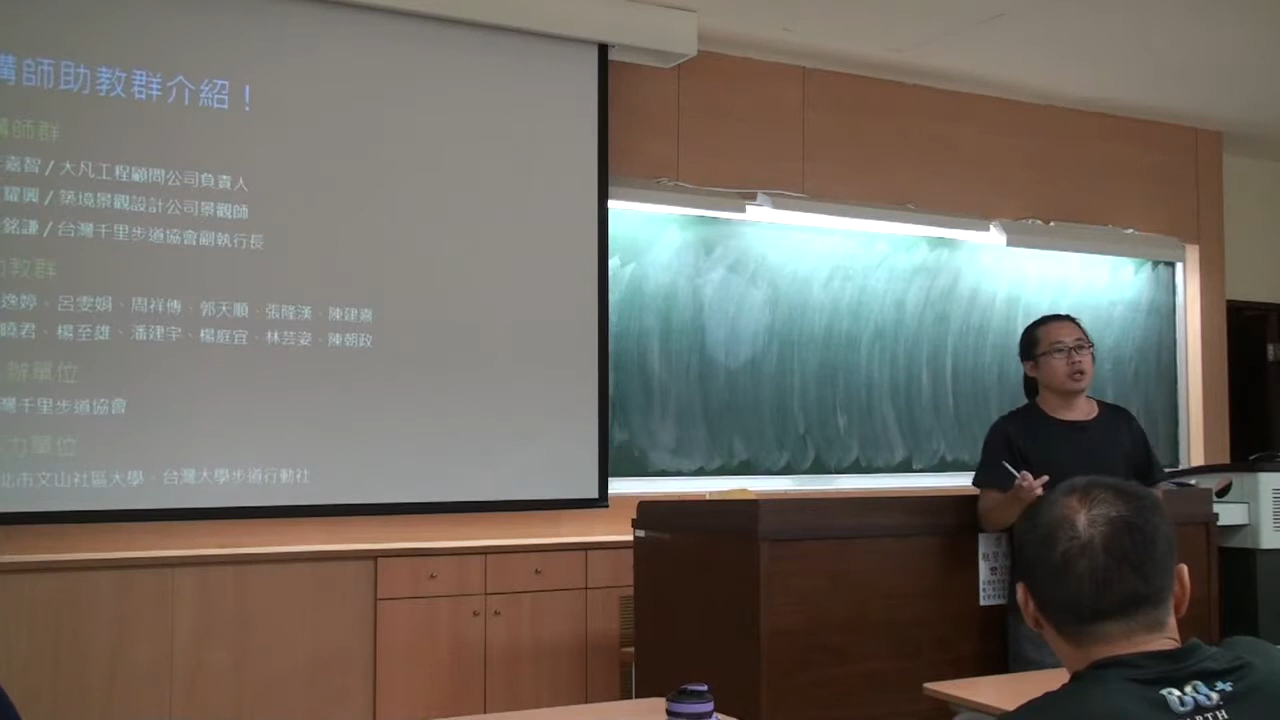 講師助教群介紹！
講師群
嘉智 / 大凡工程顧問公司負責人
耀興 / 築境景觀設計公司景觀師
銘謙 / 台灣千里步道協會副執行長
助教群
逸婷、呂雯娟、周祥傳、郭天順、張隆漢、陳建嘉
曉君、楊至雄、潘建宇、楊庭宜、林芸姿、陳朝政
辦單位
灣千里步道協會
力單位
北市文山社區大學、台灣大學步道行動社